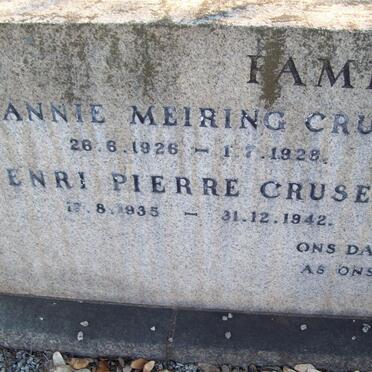 FAMI
ANNIE MEIRING CRU
26.6.1926 — 1.7.1929.
ENRI PIERRE CRUSE
17.8.1935 — 31.12.1942.
ONS DA
AS ONS